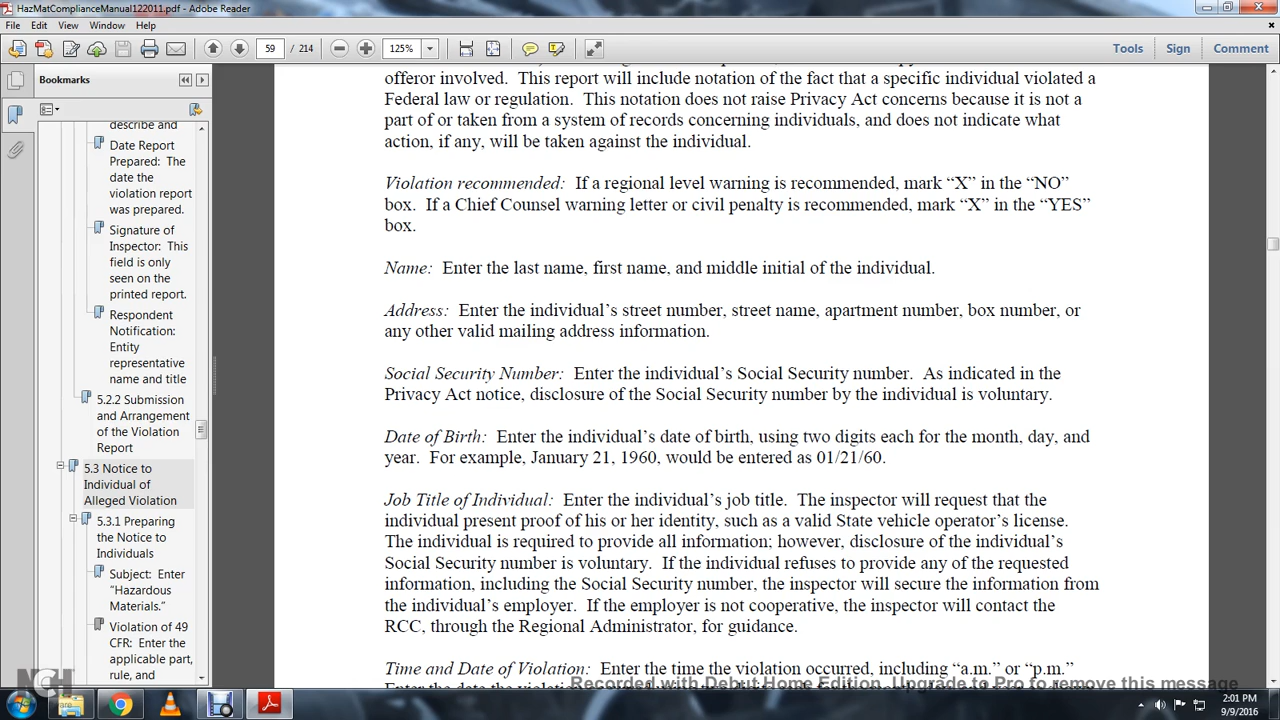 HazMatComplianceManual122011.pdf - Adobe Reader
File Edit View Window Help
59 / 214 125% Tools Sign Comment
Bookmarks
describe and
Date Report
Prepared: The
date the
violation report
was prepared.
Signature of
Inspector: This
field is only
seen on the
printed report.
Respondent
Notification:
Entity
representative
name and title
5.2.2 Submission
and Arrangement
of the Violation
Report
5.3 Notice to
Individual of
Alleged Violation
5.3.1 Preparing
the Notice to
Individuals
Subject: Enter
“Hazardous
Materials.”
Violation of 49
CFR: Enter the
applicable part,
rule, and
offeror involved. This report will include notation of the fact that a specific individual violated a
Federal law or regulation. This notation does not raise Privacy Act concerns because it is not a
part of or taken from a system of records concerning individuals, and does not indicate what
action, if any, will be taken against the individual.
Violation recommended: If a regional level warning is recommended, mark “X” in the “NO”
box. If a Chief Counsel warning letter or civil penalty is recommended, mark “X” in the “YES”
box.
Name: Enter the last name, first name, and middle initial of the individual.
Address: Enter the individual’s street number, street name, apartment number, box number, or
any other valid mailing address information.
Social Security Number: Enter the individual’s Social Security number. As indicated in the
Privacy Act notice, disclosure of the Social Security number by the individual is voluntary.
Date of Birth: Enter the individual’s date of birth, using two digits each for the month, day, and
year. For example, January 21, 1960, would be entered as 01/21/60.
Job Title of Individual: Enter the individual’s job title. The inspector will request that the
individual present proof of his or her identity, such as a valid State vehicle operator’s license.
The individual is required to provide all information; however, disclosure of the individual’s
Social Security number is voluntary. If the individual refuses to provide any of the requested
information, including the Social Security number, the inspector will secure the information from
the individual’s employer. If the employer is not cooperative, the inspector will contact the
RCC, through the Regional Administrator, for guidance.
Time and Date of Violation: Enter the time the violation occurred, including “a.m.” or “p.m.”
Recorded with Debut Home Edition. Upgrade to Pro to remove this message
NCH
2:01 PM
9/9/2016